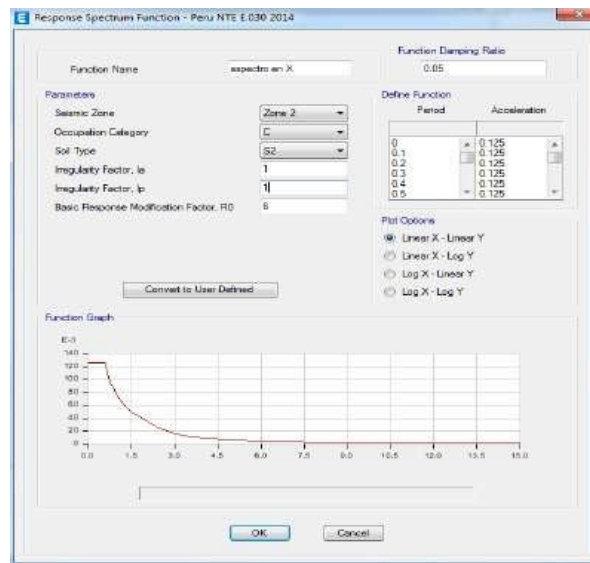 E Response Spectrum Function - Peru NTE E.030 2014
Function Name
espectro en X
Function Damping Ratio
0.05
Parameters
Seismic Zone
Zone 2
Occupation Category
C
Soil Type
S2
Irregularity Factor, Ia
1
Irregularity Factor, Ip
1
Basic Response Modification Factor, R0
6
Convert to User Defined
Define Function
Period Acceleration
0 0.125
0.1 0.125
0.2 0.125
0.3 0.125
0.4 0.125
0.5 0.125
Plot Options
Linear X - Linear Y
Linear X - Log Y
Log X - Linear Y
Log X - Log Y
Function Graph
E-3
140
120
100
80
60
40
20
0
0.0 1.5 3.0 4.5 6.0 7.5 9.0 10.5 12.0 13.5 15.0
OK Cancel